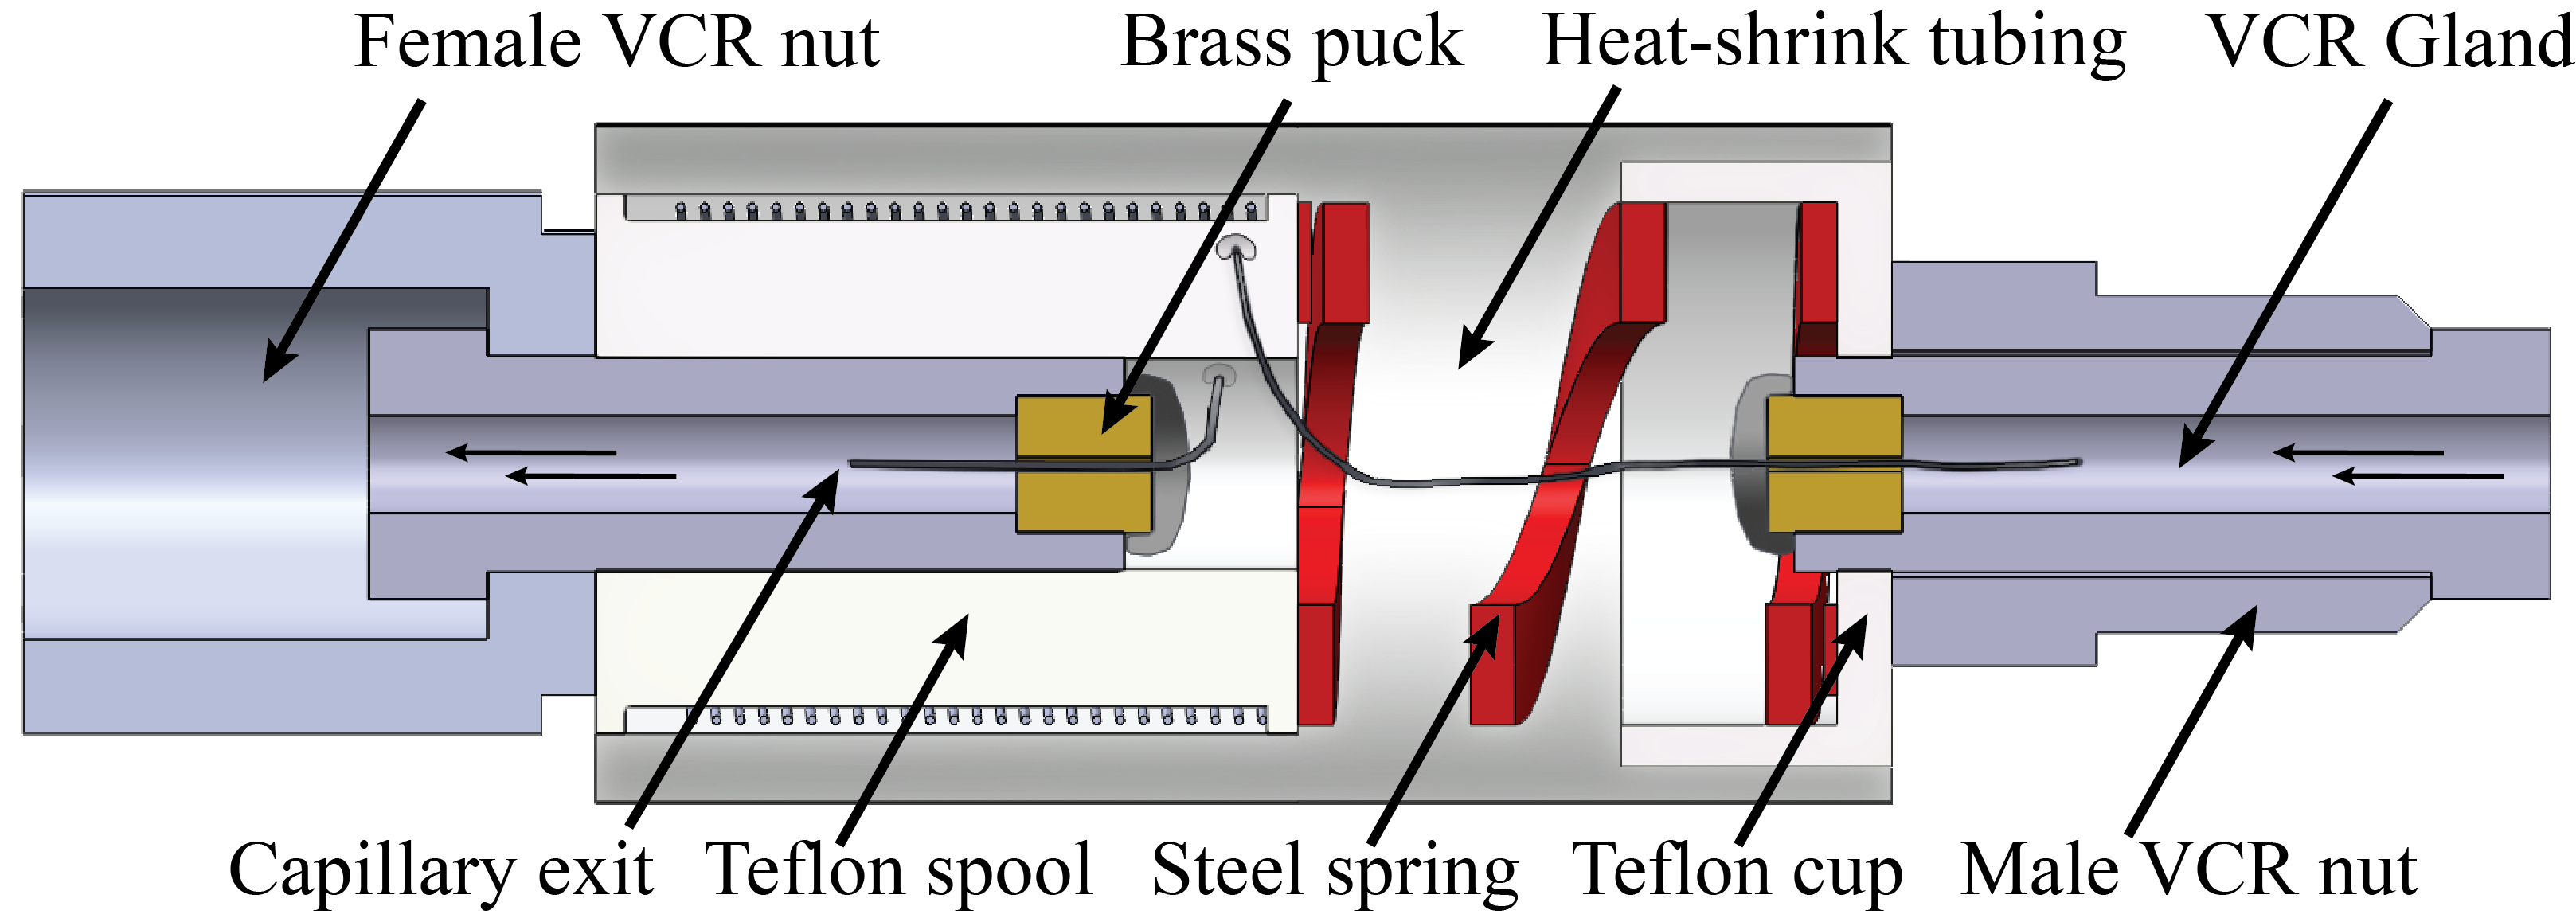 Female VCR nut
Brass puck
Heat-shrink tubing
VCR Gland
Capillary exit
Teflon spool
Steel spring
Teflon cup
Male VCR nut